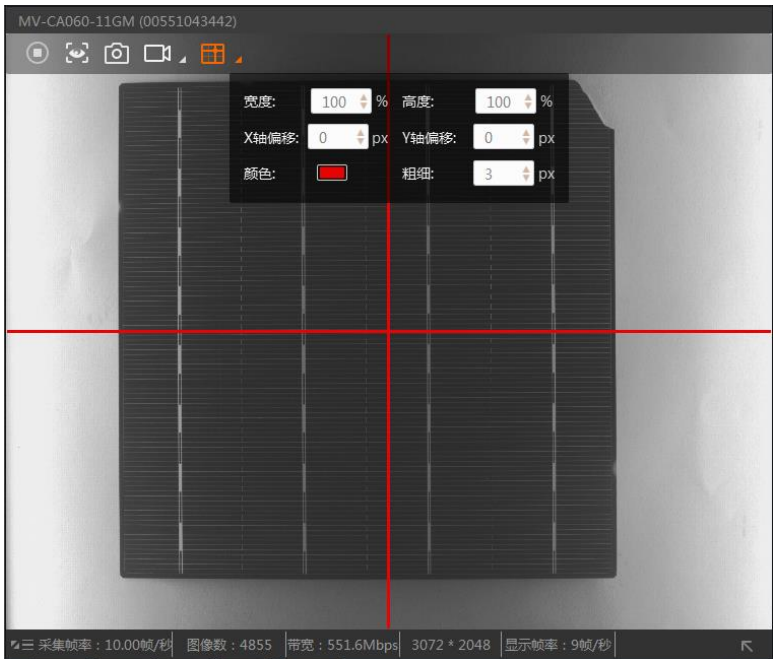 MV-CA060-11GM (00551043442)
宽度: 100 % 高度: 100 %
X轴偏移: 0 px Y轴偏移: 0 px
颜色: 粗细: 3 px
采集帧率：10.00帧/秒 图像数：4855 带宽：551.6Mbps 3072 * 2048 显示帧率：9帧/秒